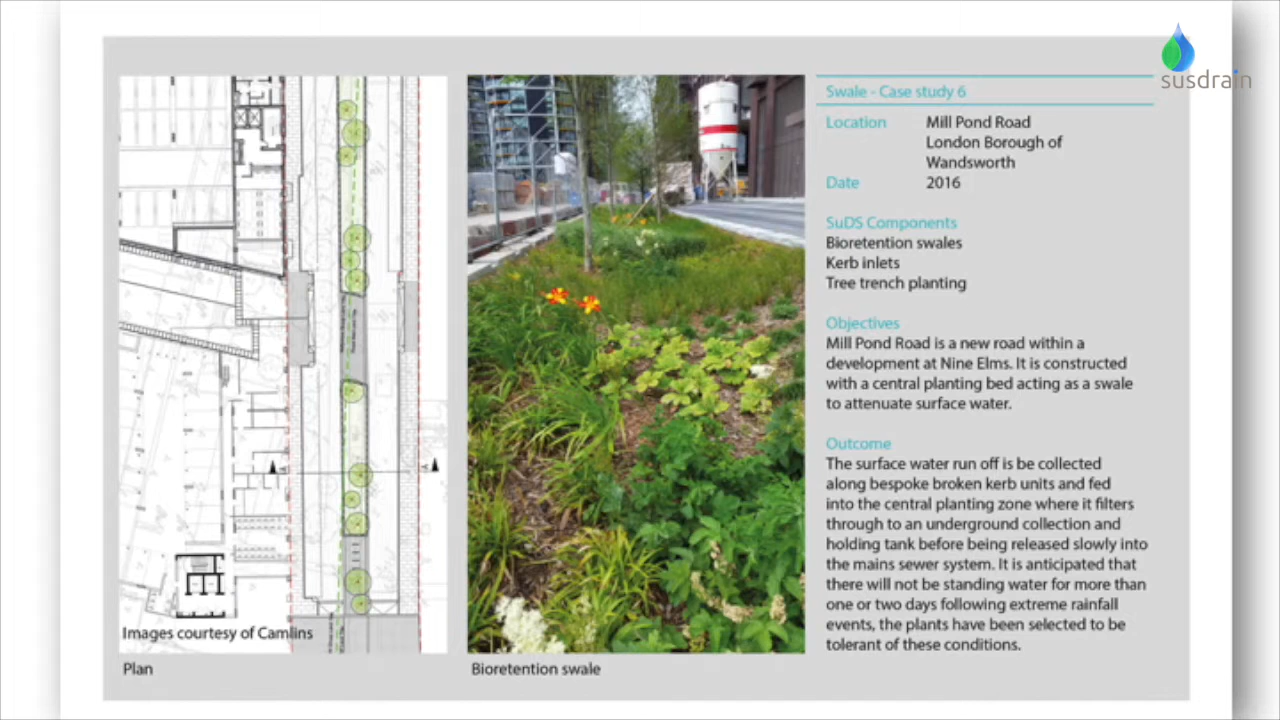 susdrain
Swale - Case study 6
Location Mill Pond Road
London Borough of
Wandsworth
Date 2016
SuDS Components
Bioretention swales
Kerb inlets
Tree trench planting
Objectives
Mill Pond Road is a new road within a
development at Nine Elms. It is constructed
with a central planting bed acting as a swale
to attenuate surface water.
Outcome
The surface water run off is be collected
along bespoke broken kerb units and fed
into the central planting zone where it filters
through to an underground collection and
holding tank before being released slowly into
the mains sewer system. It is anticipated that
there will not be standing water for more than
one or two days following extreme rainfall
events, the plants have been selected to be
tolerant of these conditions.
Images courtesy of Camlins
Plan
Bioretention swale